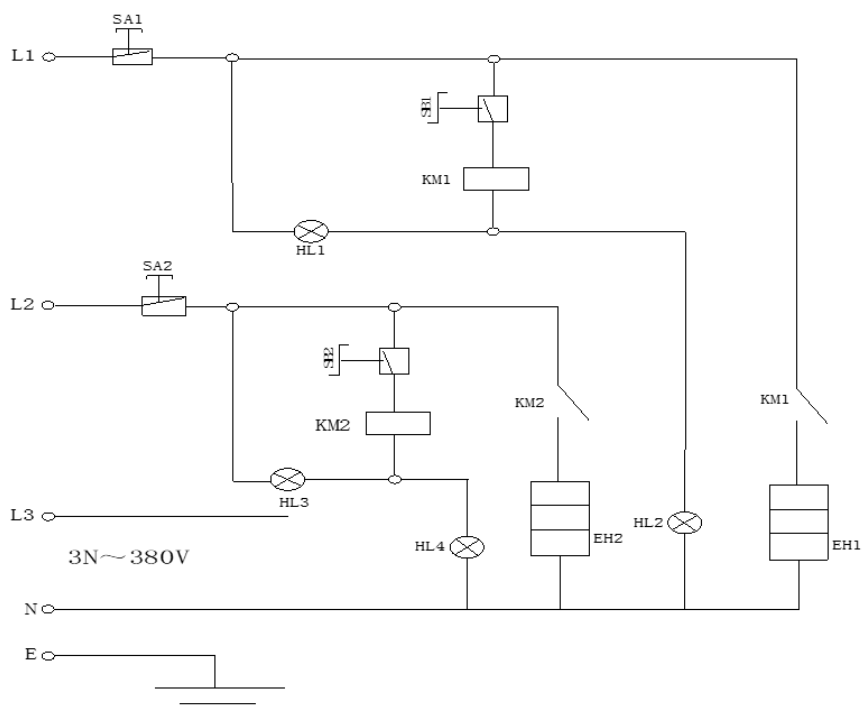 SA1
L1
SB1
KM1
HL1
SA2
L2
SB2
KM2
KM1
KM2
HL3
L3
HL2
HL4
EH2
EH1
3N～380V
N
E